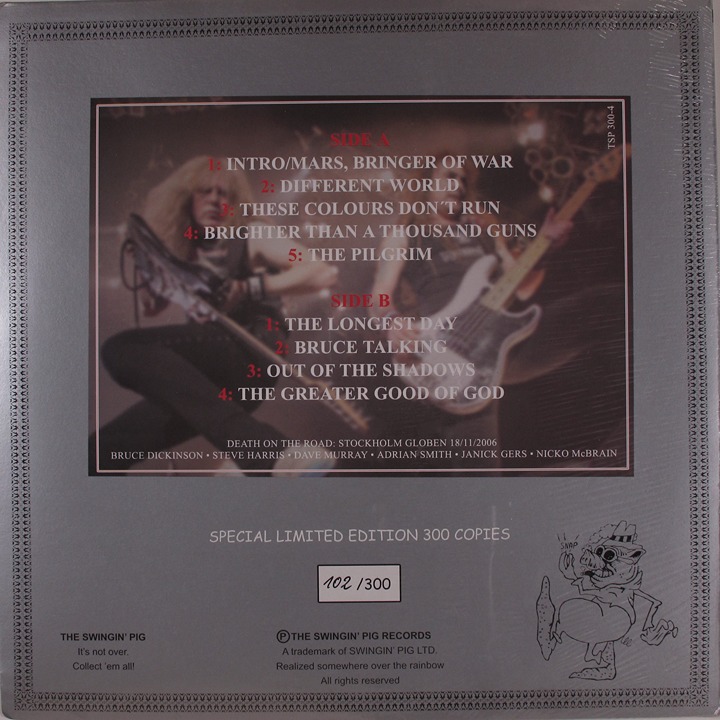 TSP 300-4
SIDE A
1: INTRO/MARS, BRINGER OF WAR
2: DIFFERENT WORLD
3: THESE COLOURS DON´T RUN
4: BRIGHTER THAN A THOUSAND GUNS
5: THE PILGRIM
SIDE B
1: THE LONGEST DAY
2: BRUCE TALKING
3: OUT OF THE SHADOWS
4: THE GREATER GOOD OF GOD
DEATH ON THE ROAD: STOCKHOLM GLOBEN 18/11/2006
BRUCE DICKINSON • STEVE HARRIS • DAVE MURRAY • ADRIAN SMITH • JANICK GERS • NICKO McBRAIN
SPECIAL LIMITED EDITION 300 COPIES
102 /300
SNAP
THE SWINGIN' PIG
It's not over.
Collect 'em all!
Ⓟ THE SWINGIN' PIG RECORDS
A trademark of SWINGIN' PIG LTD.
Realized somewhere over the rainbow
All rights reserved